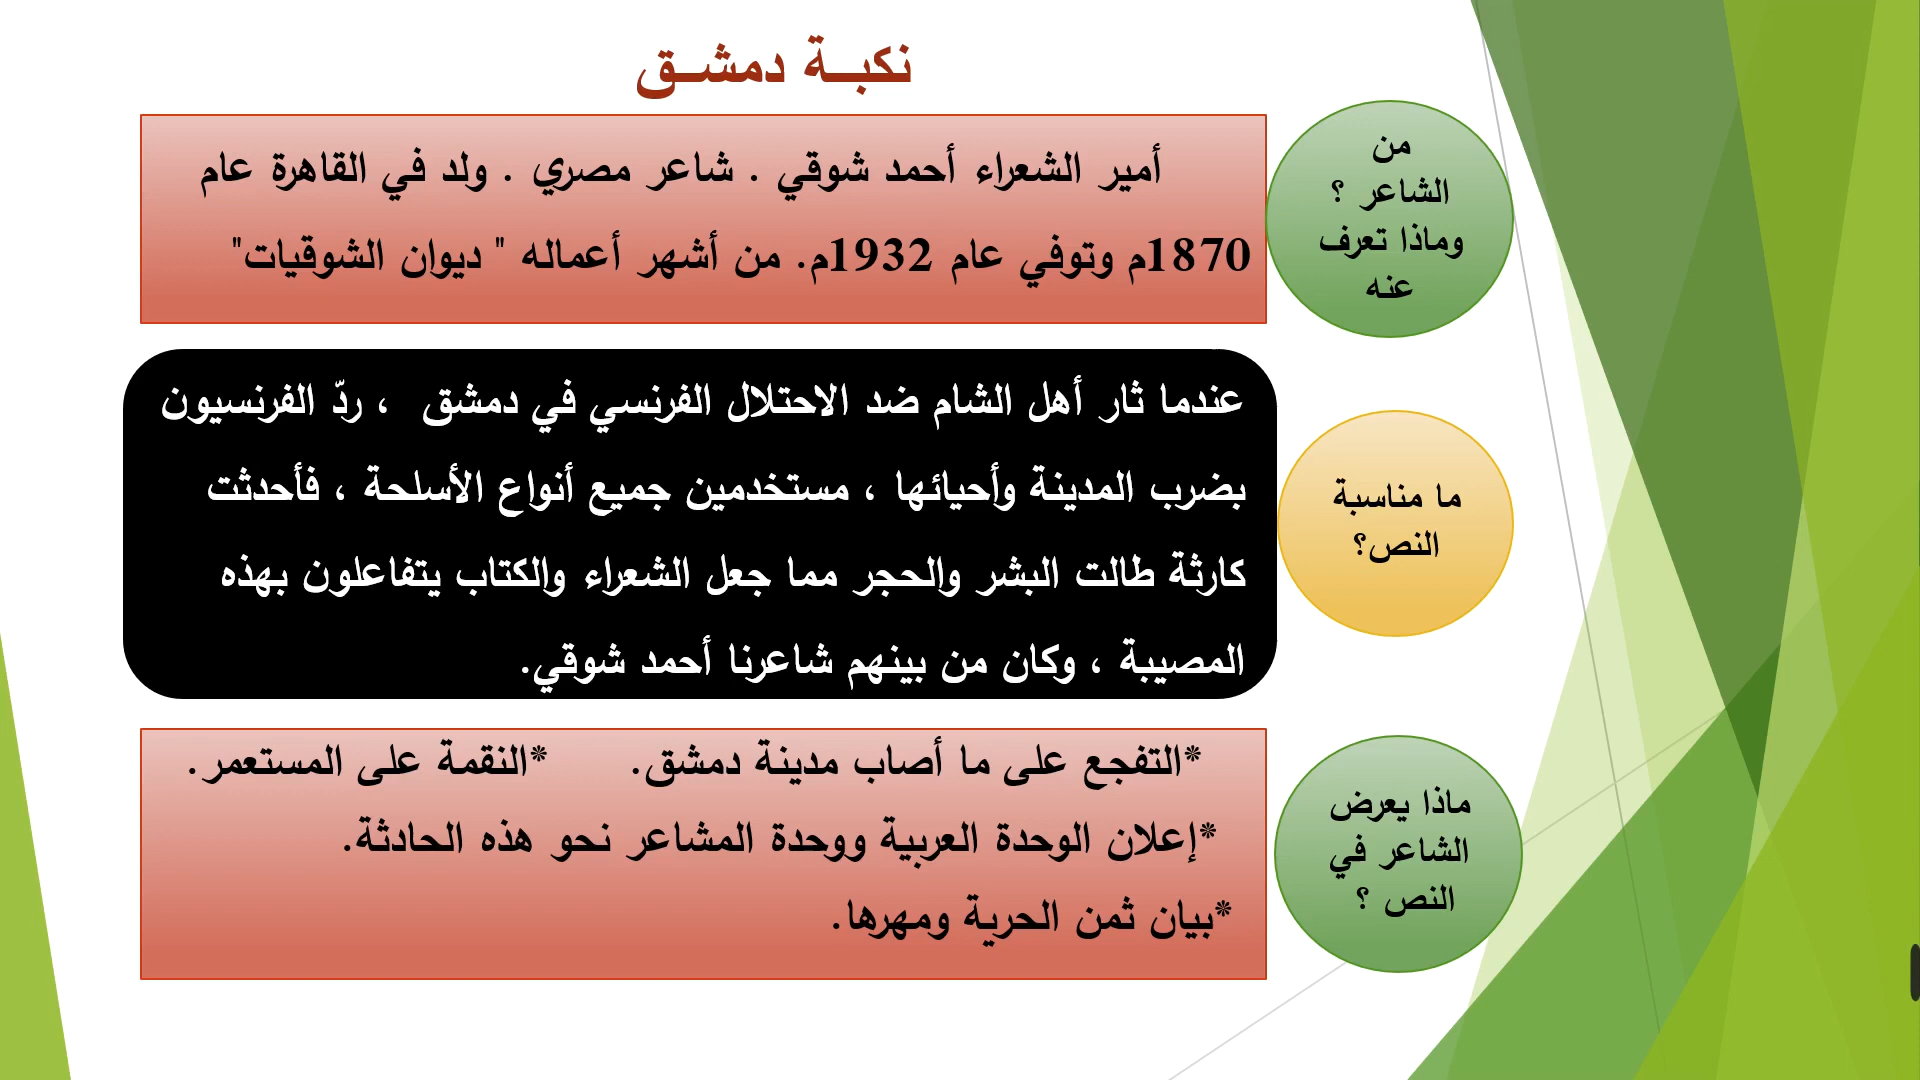 نكبة دمشق
من
الشاعر ؟
وماذا تعرف
عنه
أمير الشعراء أحمد شوقي . شاعر مصري . ولد في القاهرة عام
1870م وتوفي عام 1932م. من أشهر أعماله " ديوان الشوقيات"
ما مناسبة
النص؟
عندما ثار أهل الشام ضد الاحتلال الفرنسي في دمشق ، ردّ الفرنسيون
بضرب المدينة وأحيائها ، مستخدمين جميع أنواع الأسلحة ، فأحدثت
كارثة طالت البشر والحجر مما جعل الشعراء والكتاب يتفاعلون بهذه
المصيبة ، وكان من بينهم شاعرنا أحمد شوقي.
ماذا يعرض
الشاعر في
النص ؟
*التفجع على ما أصاب مدينة دمشق. *النقمة على المستعمر.
*إعلان الوحدة العربية ووحدة المشاعر نحو هذه الحادثة.
*بيان ثمن الحرية ومهرها.